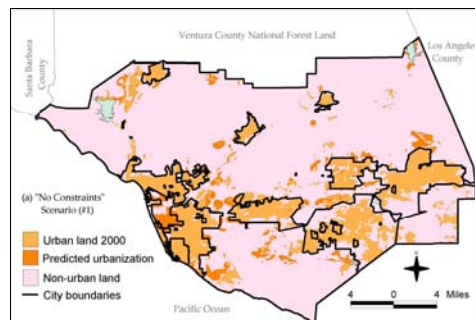 Ventura County National Forest Land
Los Angeles
County
Santa Barbara
County
(a) "No Constraints"
Scenario (#1)
Urban land 2000
Predicted urbanization
Non-urban land
City boundaries
Pacific Ocean
4 0 4 Miles